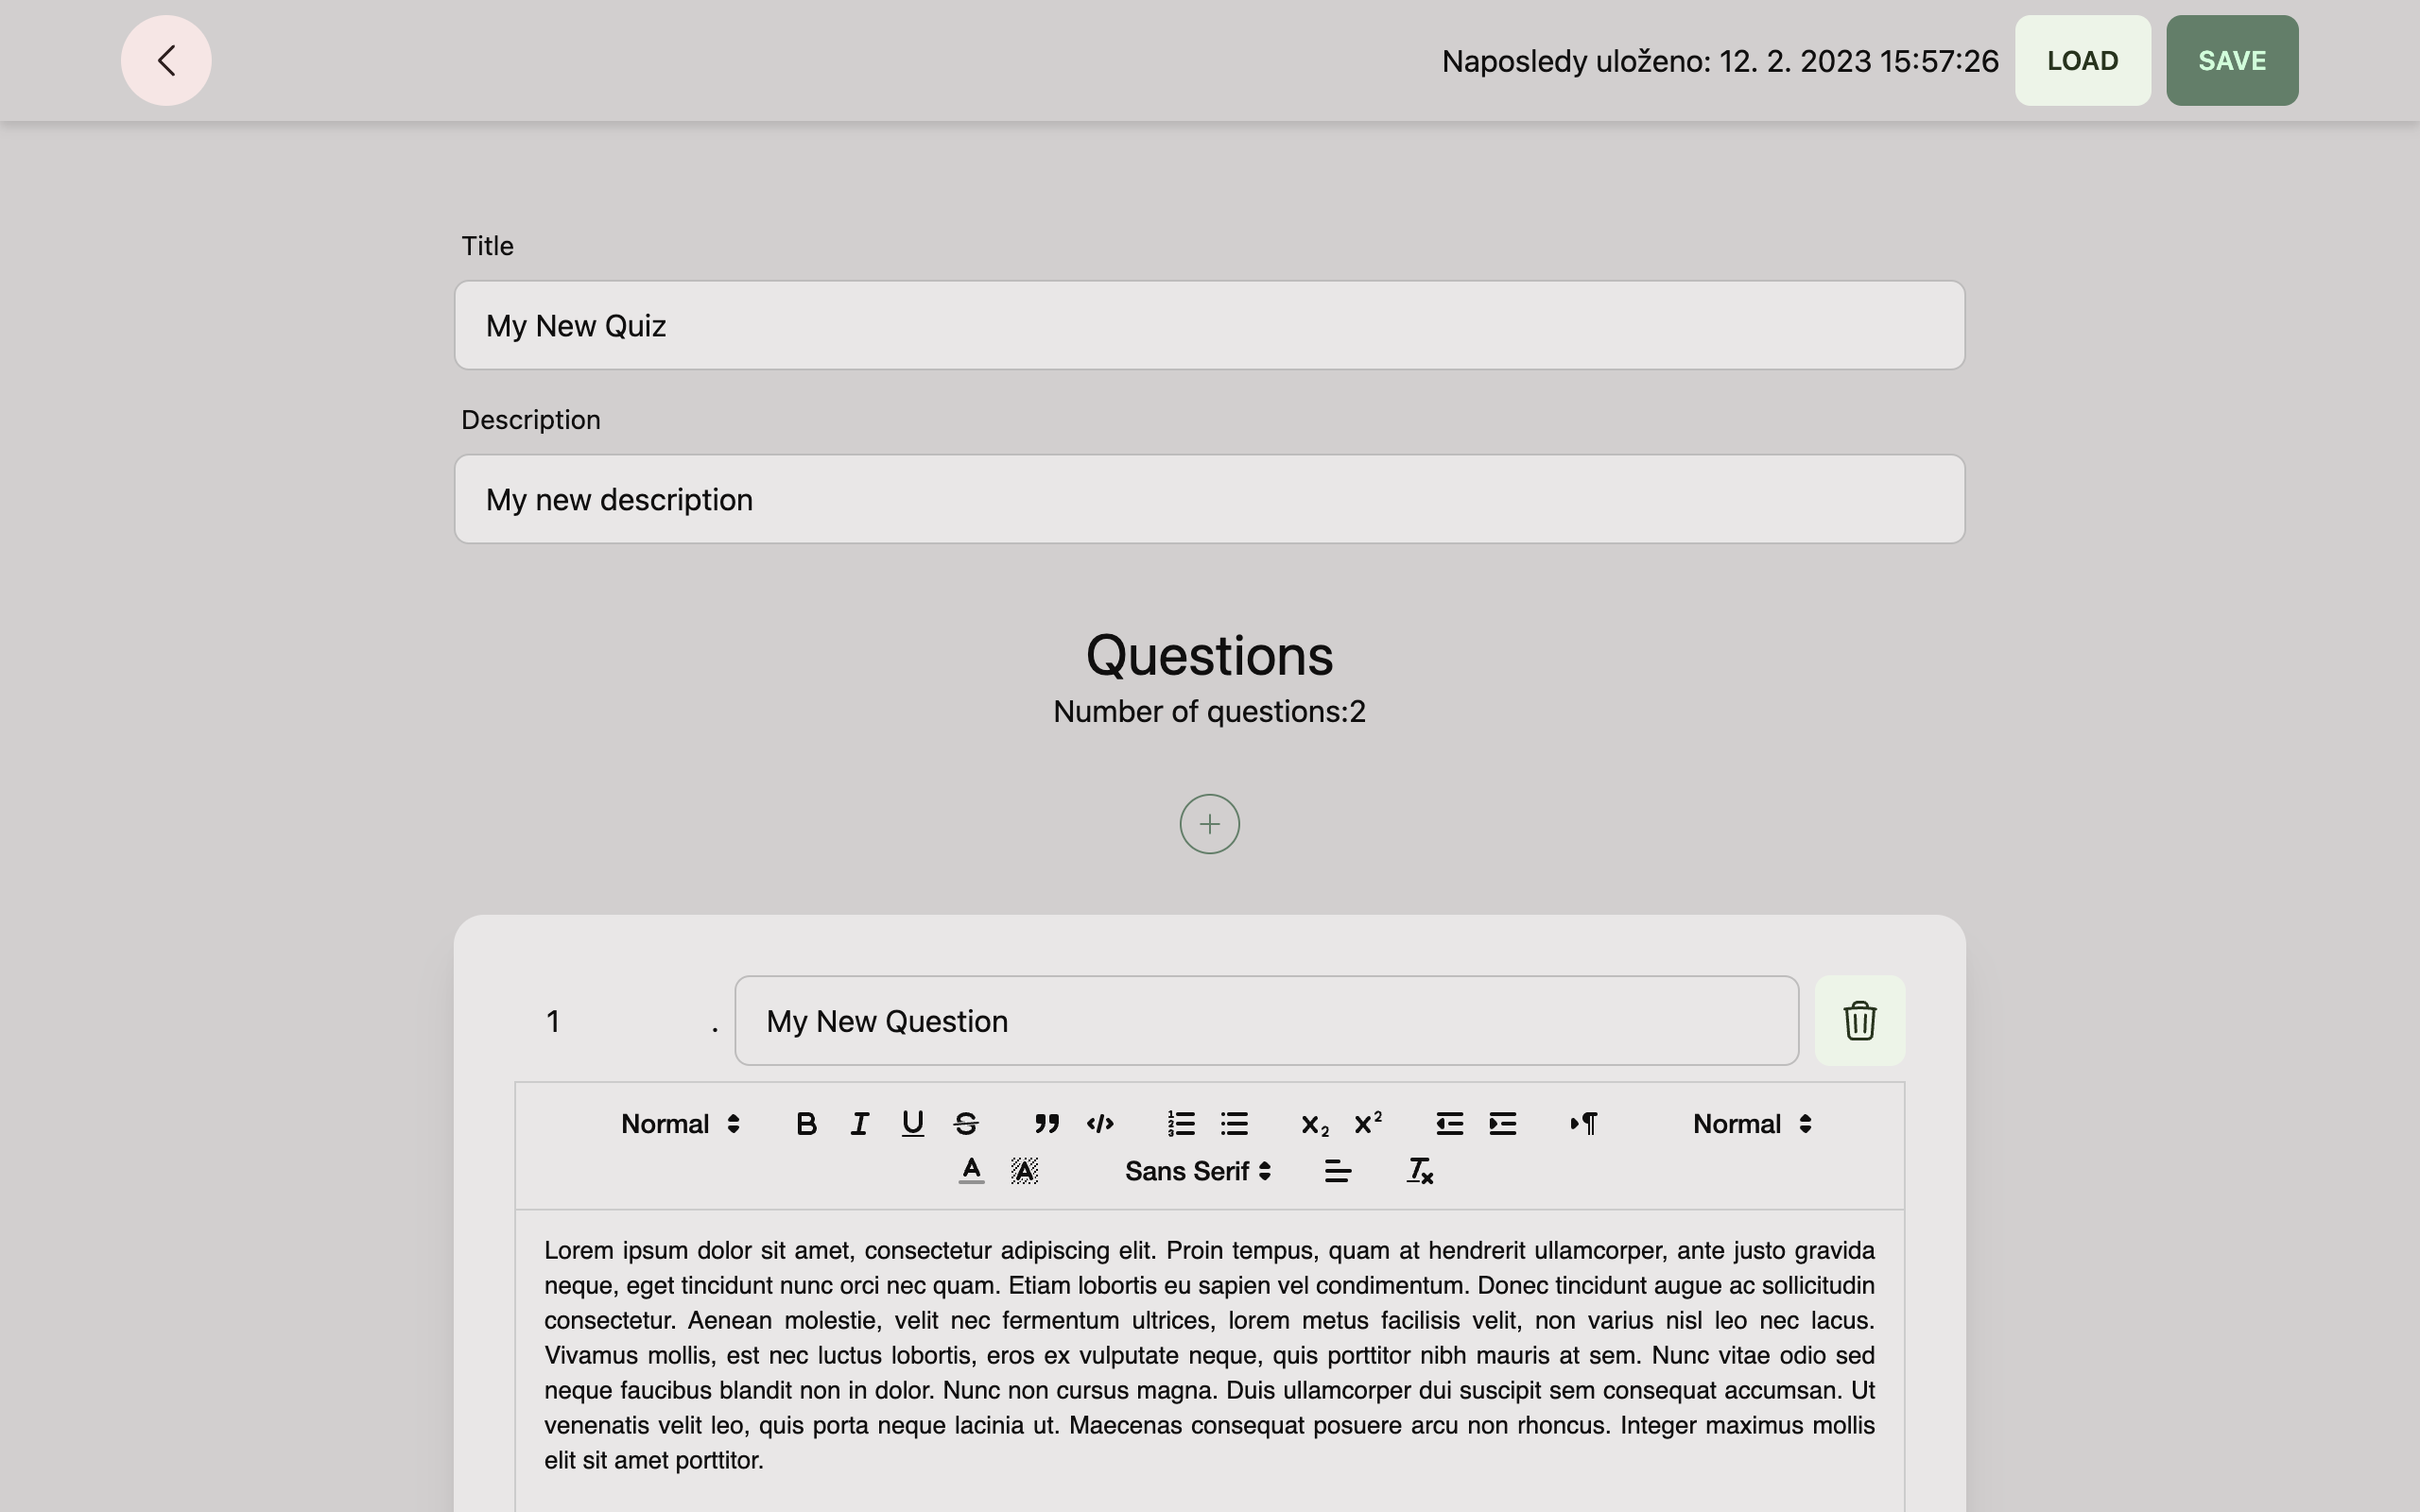 Naposledy uloženo: 12. 2. 2023 15:57:26 LOAD SAVE
Title
My New Quiz
Description
My new description
Questions
Number of questions:2
1 . My New Question
Normal B I U S Normal
Sans Serif
Lorem ipsum dolor sit amet, consectetur adipiscing elit. Proin tempus, quam at hendrerit ullamcorper, ante justo gravida
neque, eget tincidunt nunc orci nec quam. Etiam lobortis eu sapien vel condimentum. Donec tincidunt augue ac sollicitudin
consectetur. Aenean molestie, velit nec fermentum ultrices, lorem metus facilisis velit, non varius nisl leo nec lacus.
Vivamus mollis, est nec luctus lobortis, eros ex vulputate neque, quis porttitor nibh mauris at sem. Nunc vitae odio sed
neque faucibus blandit non in dolor. Nunc non cursus magna. Duis ullamcorper dui suscipit sem consequat accumsan. Ut
venenatis velit leo, quis porta neque lacinia ut. Maecenas consequat posuere arcu non rhoncus. Integer maximus mollis
elit sit amet porttitor.